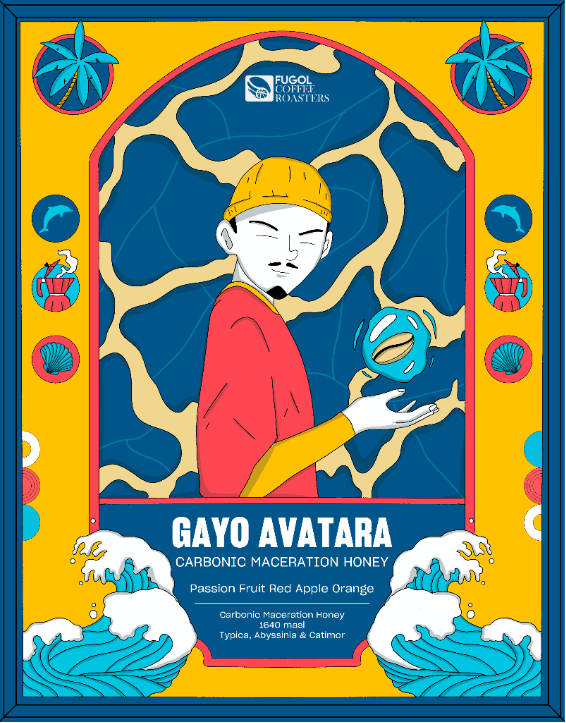 FUGOL
COFFEE
ROASTERS
GAYO AVATARA
CARBONIC MACERATION HONEY
Passion Fruit Red Apple Orange
Carbonic Maceration Honey
1640 masl
Typica, Abyssinia & Catimor